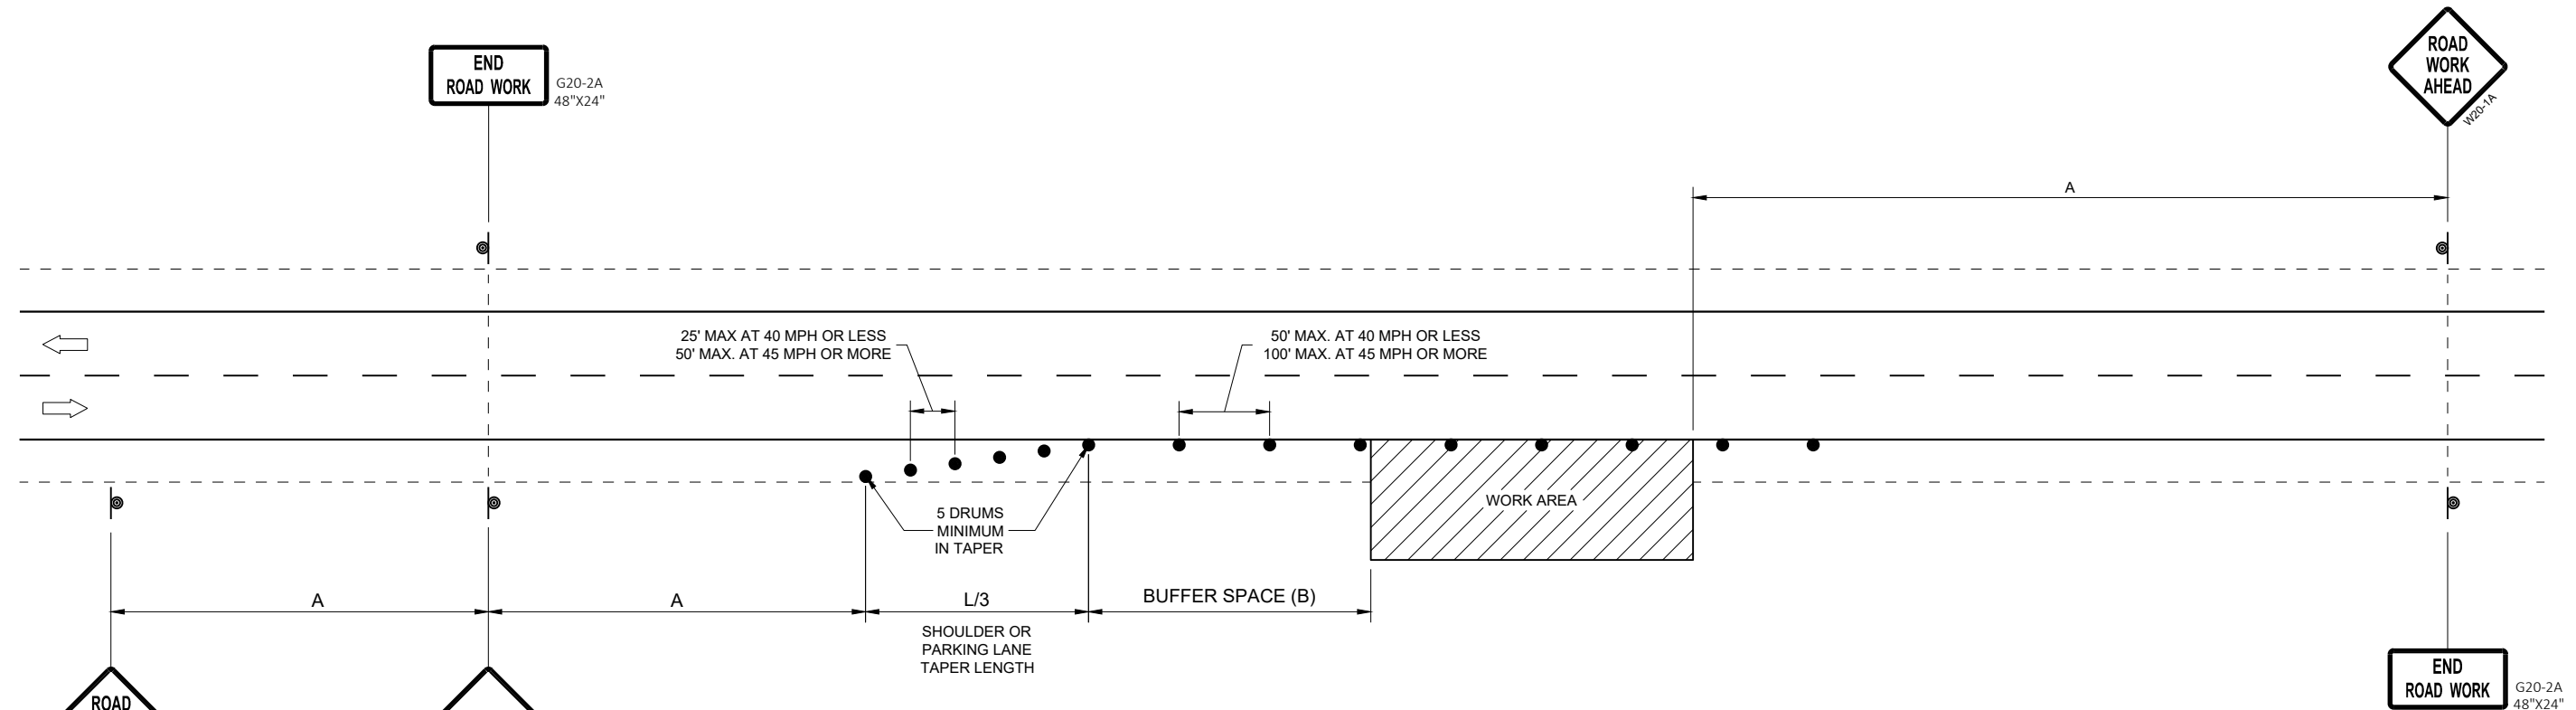 END
ROAD WORK
G20-2A
48"X24"
ROAD
WORK
AHEAD
W20-1A
A
25' MAX AT 40 MPH OR LESS
50' MAX. AT 45 MPH OR MORE
50' MAX. AT 40 MPH OR LESS
100' MAX. AT 45 MPH OR MORE
5 DRUMS
MINIMUM
IN TAPER
WORK AREA
A
A
L/3
BUFFER SPACE (B)
SHOULDER OR
PARKING LANE
TAPER LENGTH
ROAD
END
ROAD WORK
G20-2A
48"X24"